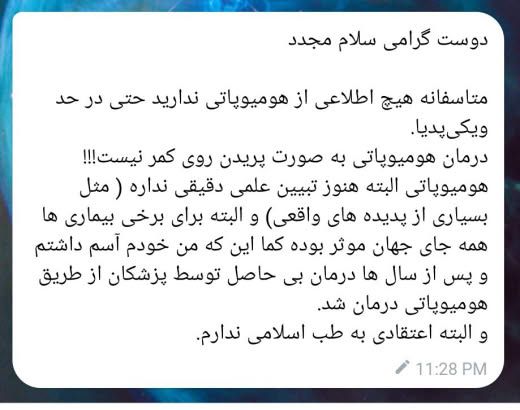 دوست گرامی سلام مجدد
متاسفانه هیچ اطلاعی از هومیوپاتی ندارید حتی در حد
ویکی‌پدیا.
درمان هومیوپاتی به صورت پریدن روی کمر نیست!!!
هومیوپاتی البته هنوز تبیین علمی دقیقی نداره ( مثل
بسیاری از پدیده های واقعی) و البته برای برخی بیماری ها
همه جای جهان موثر بوده کما این که من خودم آسم داشتم
و پس از سال ها درمان بی حاصل توسط پزشکان از طریق
هومیوپاتی درمان شد.
و البته اعتقادی به طب اسلامی ندارم.
11:28 PM